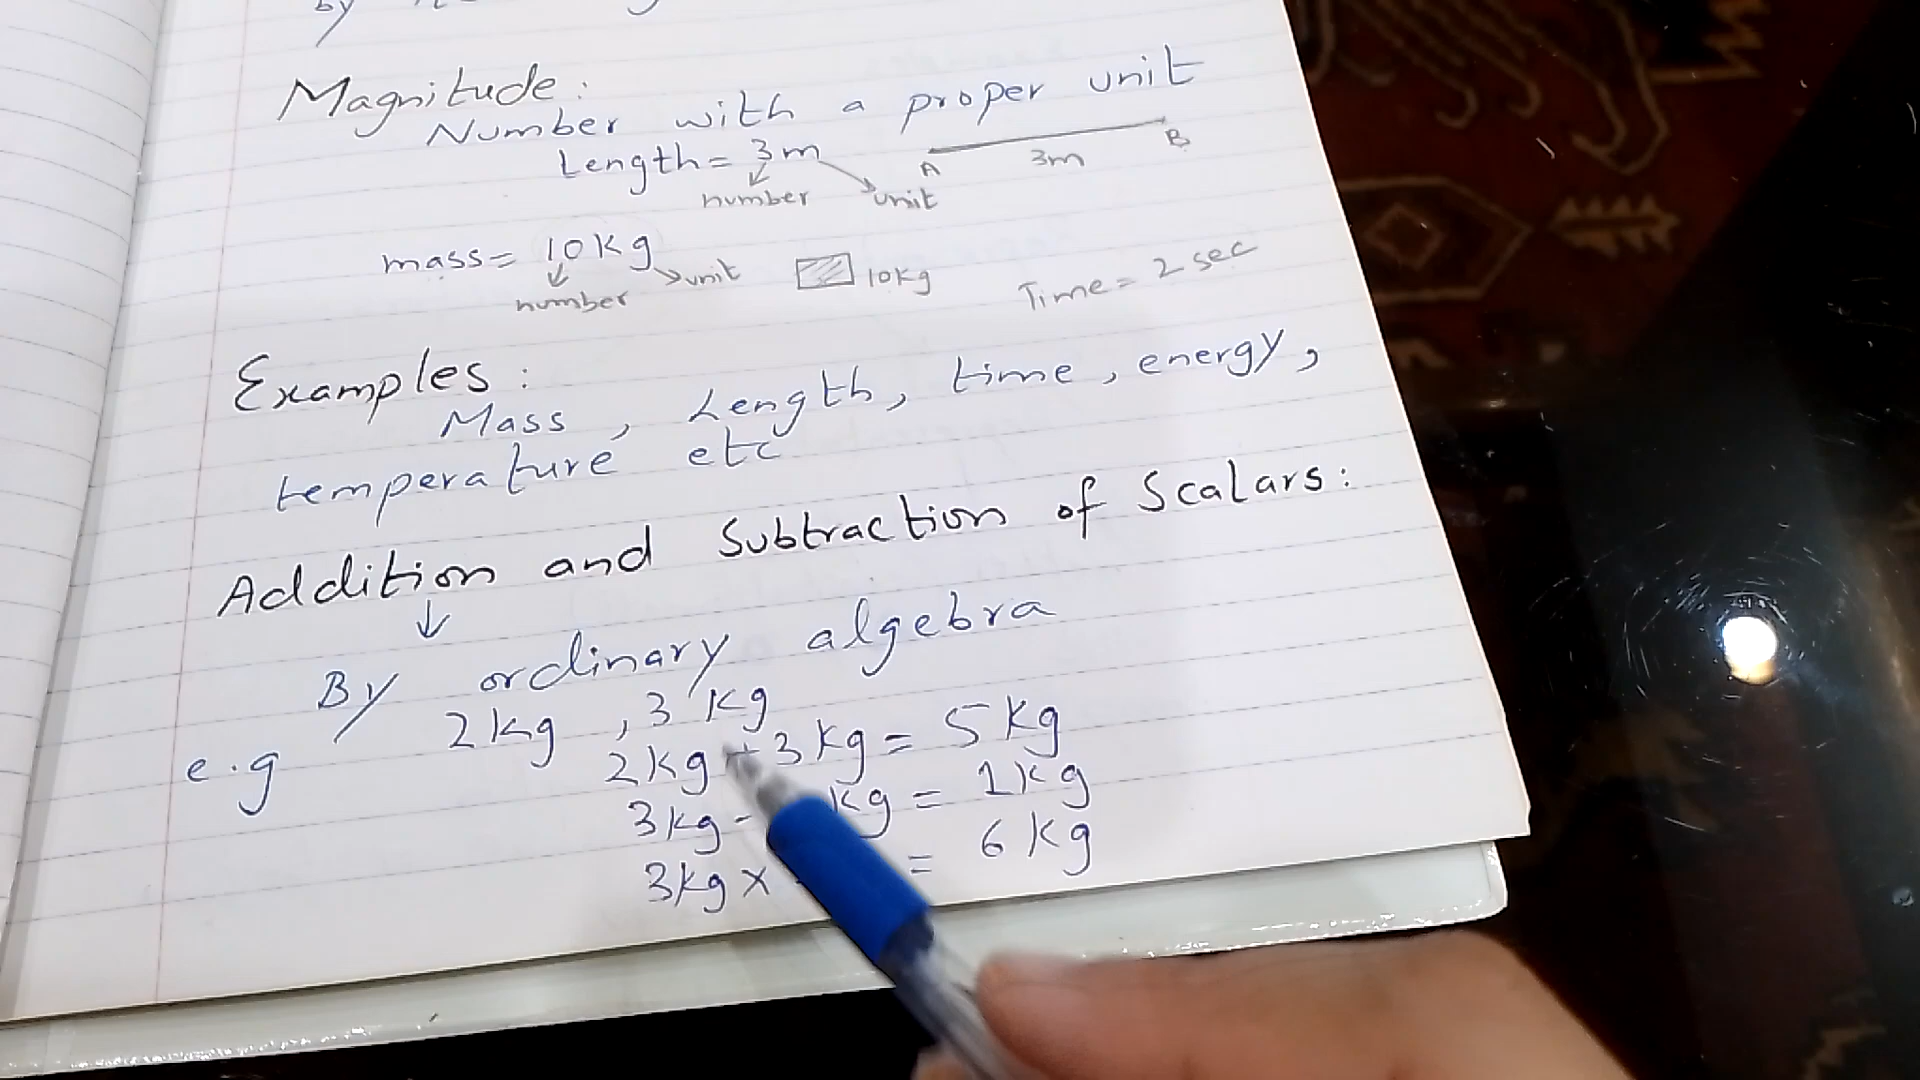 by
Magnitude:
Number with a proper unit
Length = 3m
A 3m B
number unit
mass = 10kg
number unit
10kg
Time = 2 sec
Examples:
Mass, Length, time, energy,
temperature etc
Addition and Subtraction of Scalars:
↓
By ordinary algebra
e.g 2kg, 3kg
2kg + 3kg = 5kg
3kg - kg = 1kg
3kg x = 6kg